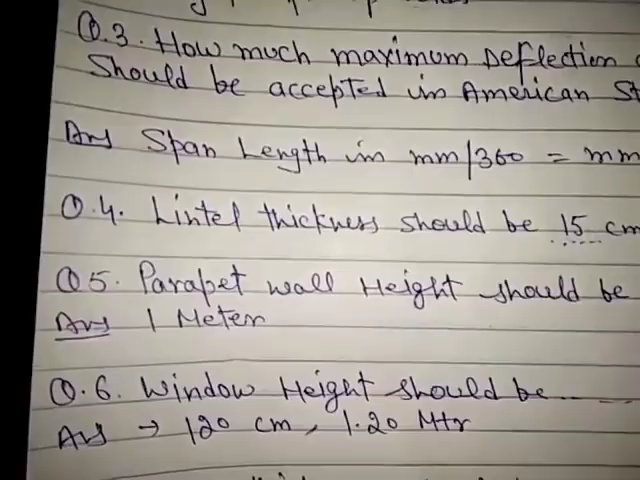 Q.3. How much maximum Deflection
Should be accepted in American
Ans Span Length in mm/360 = mm
Q.4. Lintel thickness should be 15 cm
Q5. Parapet wall Height should be
Ans 1 Meter
Q.6. Window Height should be.....
Ans → 120 cm, 1.20 Mtr